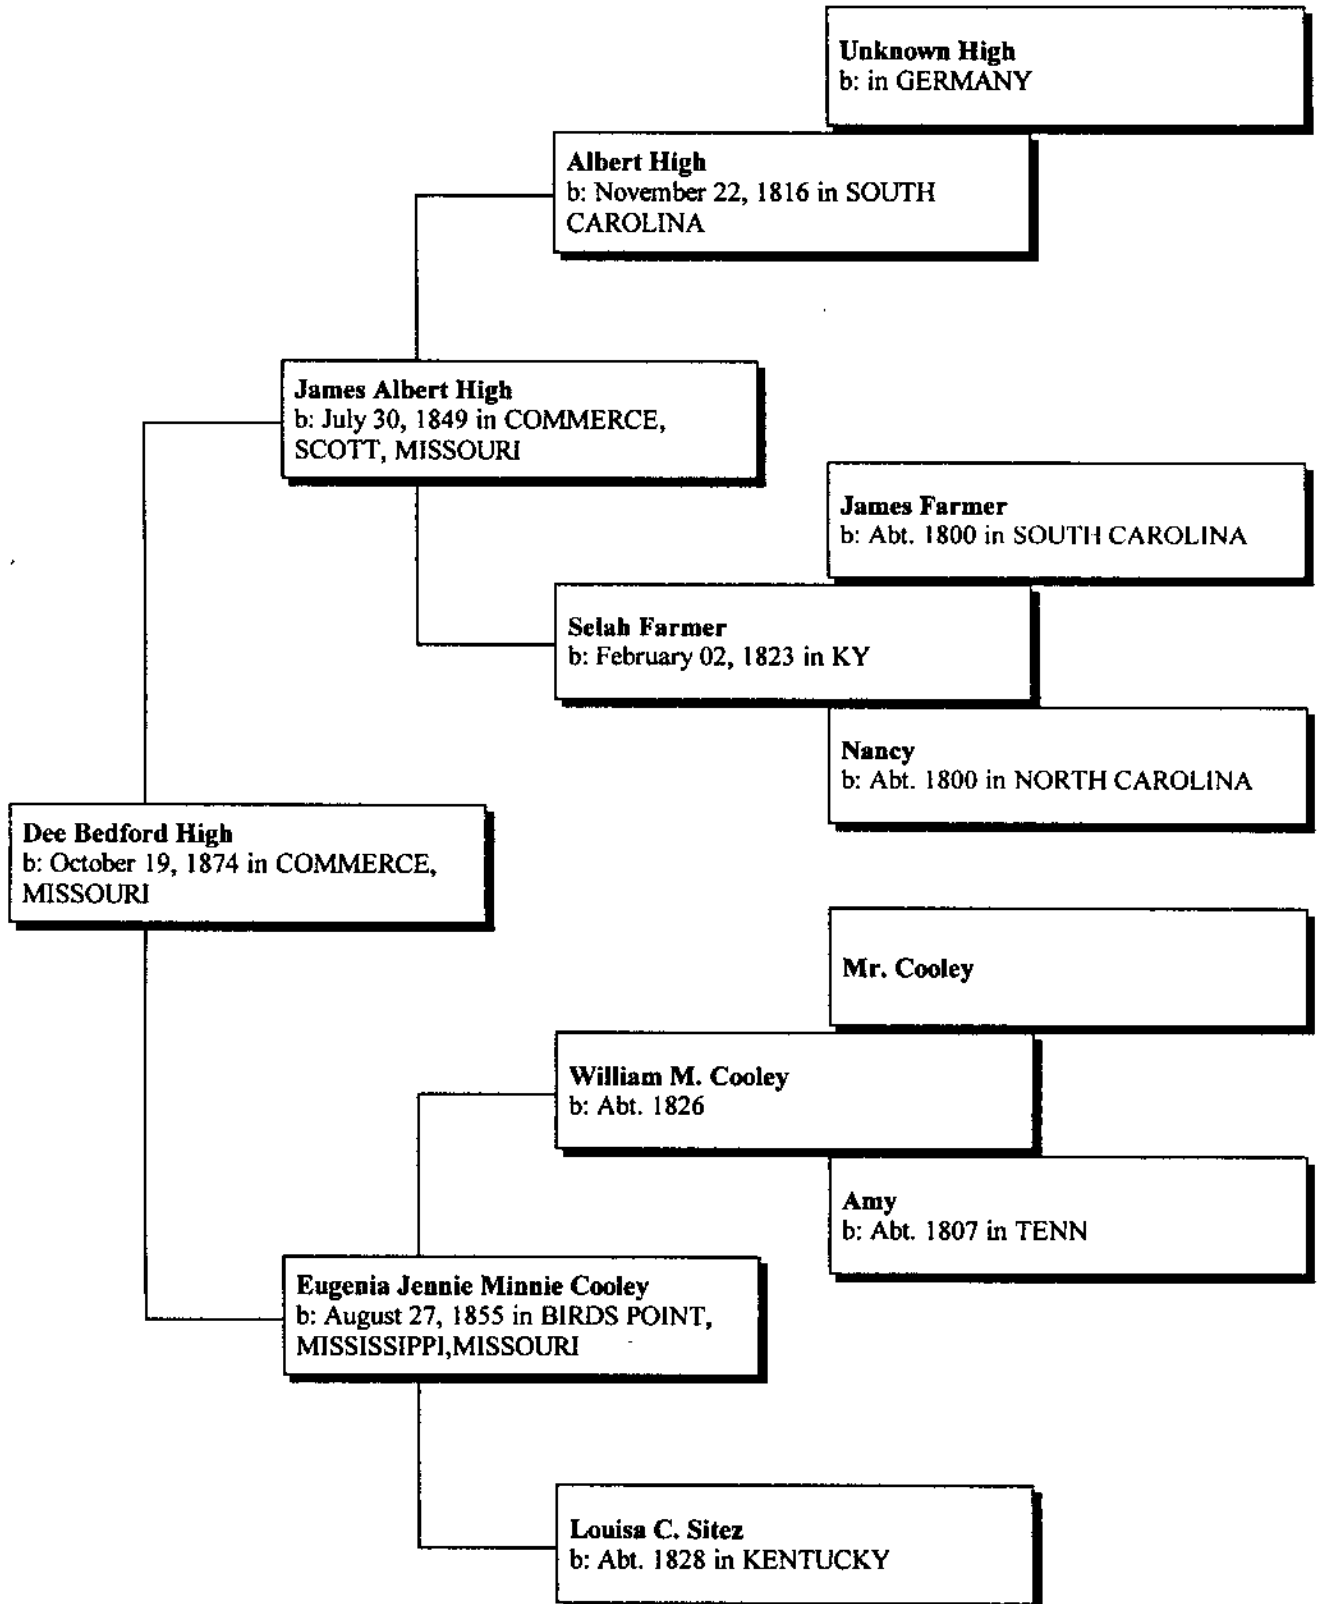 Unknown High
b: in GERMANY
Albert High
b: November 22, 1816 in SOUTH
CAROLINA
James Albert High
b: July 30, 1849 in COMMERCE,
SCOTT, MISSOURI
James Farmer
b: Abt. 1800 in SOUTH CAROLINA
Selah Farmer
b: February 02, 1823 in KY
Nancy
b: Abt. 1800 in NORTH CAROLINA
Dee Bedford High
b: October 19, 1874 in COMMERCE,
MISSOURI
Mr. Cooley
William M. Cooley
b: Abt. 1826
Amy
b: Abt. 1807 in TENN
Eugenia Jennie Minnie Cooley
b: August 27, 1855 in BIRDS POINT,
MISSISSIPPI,MISSOURI
Louisa C. Sitez
b: Abt. 1828 in KENTUCKY